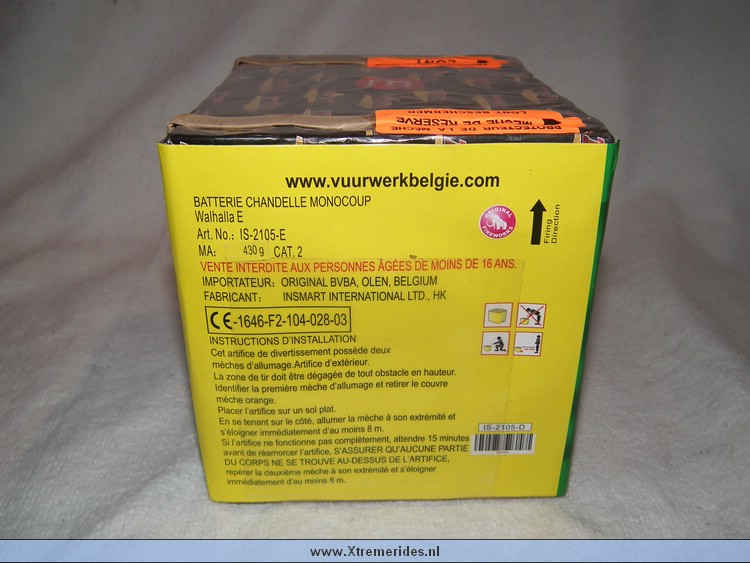 LONT
LONT BESCHERMER
MÈCHE DE RESERVE
PROTECTEUR DE LA MÈCHE
www.vuurwerkbelgie.com
BATTERIE CHANDELLE MONOCOUP
Walhalla E
Art. No.: IS-2105-E
MA: 430 g CAT. 2
ORIGINAL FIREWORKS
Firing Direction
VENTE INTERDITE AUX PERSONNES ÂGÉES DE MOINS DE 16 ANS.
IMPORTATEUR: ORIGINAL BVBA, OLEN, BELGIUM
FABRICANT: INSMART INTERNATIONAL LTD., HK
CE-1646-F2-104-028-03
INSTRUCTIONS D'INSTALLATION
Cet artifice de divertissement possède deux
mèches d'allumage.Artifice d'extérieur.
La zone de tir doit être dégagée de tout obstacle en hauteur.
Identifier la première mèche d'allumage et retirer le couvre
mèche orange.
Placer l'artifice sur un sol plat.
En se tenant sur le côté, allumer la mèche à son extrémité et
s'éloigner immédiatement d'au moins 8 m.
Si l'artifice ne fonctionne pas complètement, attendre 15 minutes
avant de réamorcer l'artifice, S'ASSURER QU'AUCUNE PARTIE
DU CORPS NE SE TROUVE AU-DESSUS DE L'ARTIFICE,
repérer la deuxième mèche à son extrémité et s'éloigner
immédiatement d'au moins 8 m.
IS-2105-D
www.Xtremerides.nl